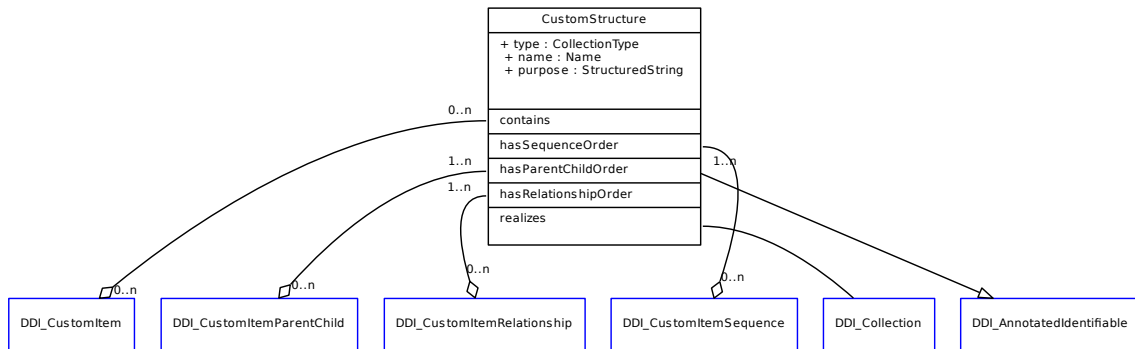 CustomStructure
+ type : CollectionType
+ name : Name
+ purpose : StructuredString
0..n
contains
hasSequenceOrder
1..n
1..n
hasParentChildOrder
1..n
hasRelationshipOrder
realizes
0..n
0..n
0..n
0..n
DDI_CustomItem
DDI_CustomItemParentChild
DDI_CustomItemRelationship
DDI_CustomItemSequence
DDI_Collection
DDI_AnnotatedIdentifiable